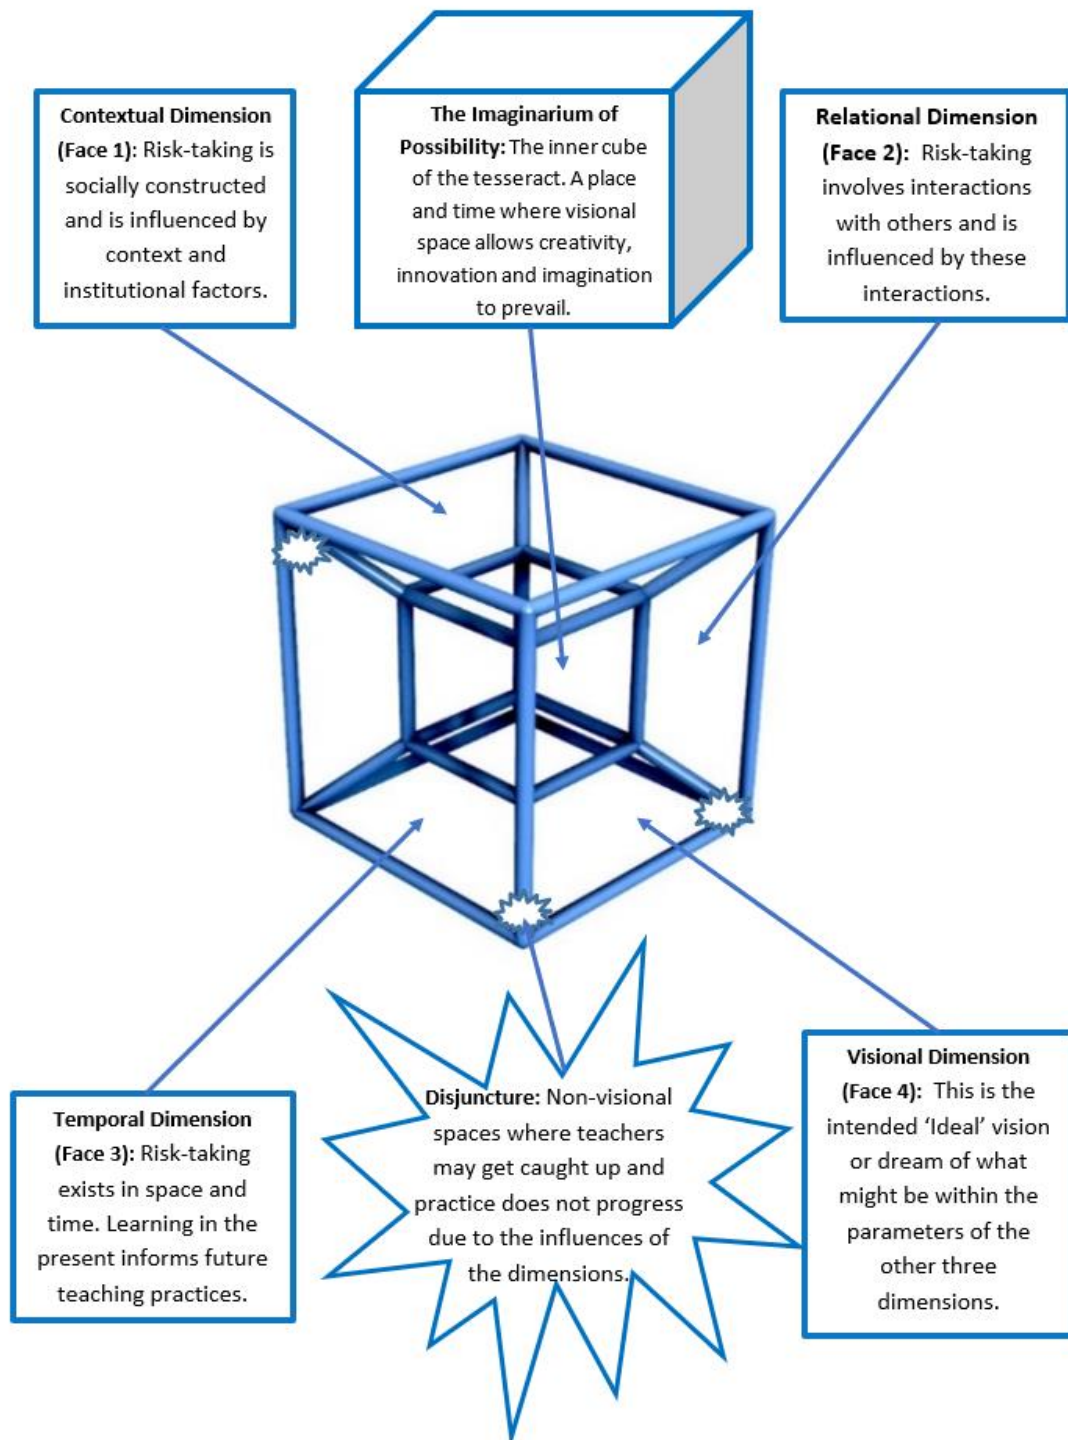 Contextual Dimension
(Face 1): Risk-taking is
socially constructed
and is influenced by
context and
institutional factors.
The Imaginarium of
Possibility: The inner cube
of the tesseract. A place
and time where visional
space allows creativity,
innovation and imagination
to prevail.
Relational Dimension
(Face 2): Risk-taking
involves interactions
with others and is
influenced by these
interactions.
Temporal Dimension
(Face 3): Risk-taking
exists in space and
time. Learning in the
present informs future
teaching practices.
Disjuncture: Non-visional
spaces where teachers
may get caught up and
practice does not progress
due to the influences of
the dimensions.
Visional Dimension
(Face 4): This is the
intended ‘Ideal’ vision
or dream of what
might be within the
parameters of the
other three
dimensions.